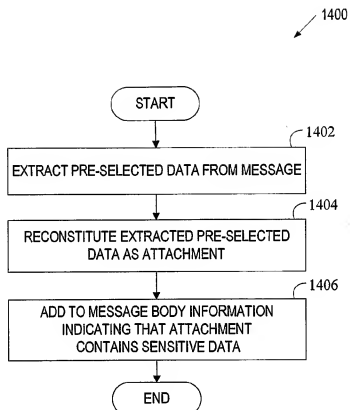 1400
START
1402
EXTRACT PRE-SELECTED DATA FROM MESSAGE
1404
RECONSTITUTE EXTRACTED PRE-SELECTED
DATA AS ATTACHMENT
1406
ADD TO MESSAGE BODY INFORMATION
INDICATING THAT ATTACHMENT
CONTAINS SENSITIVE DATA
END